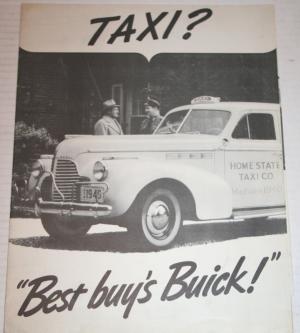 TAXI?
HOME STATE
TAXI CO.
"Best buy's Buick!"